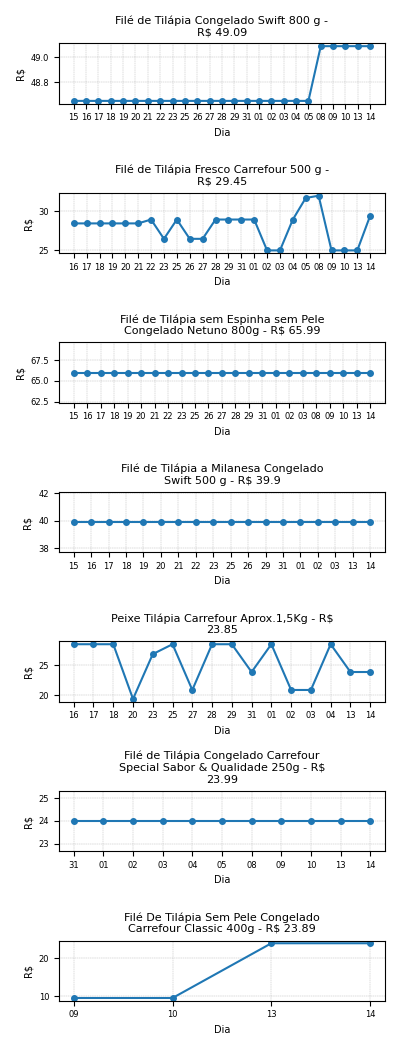 Filé de Tilápia Congelado Swift 800 g -
R$ 49.09
49.0
48.8
R$
15 16 17 18 19 20 21 22 23 25 26 27 28 29 31 01 02 03 04 05 08 09 10 13 14
Dia
Filé de Tilápia Fresco Carrefour 500 g -
R$ 29.45
30
25
R$
16 17 18 19 20 21 22 23 25 26 27 28 29 31 01 02 03 04 05 08 09 10 13 14
Dia
Filé de Tilápia sem Espinha sem Pele
Congelado Netuno 800g - R$ 65.99
67.5
65.0
62.5
R$
15 16 17 18 19 20 21 22 23 25 26 27 28 29 31 01 02 03 08 09 10 13 14
Dia
Filé de Tilápia a Milanesa Congelado
Swift 500 g - R$ 39.9
42
40
38
R$
15 16 17 18 19 20 21 22 23 25 26 29 31 01 02 03 13 14
Dia
Peixe Tilápia Carrefour Aprox.1,5Kg - R$
23.85
25
20
R$
16 17 18 20 23 25 27 28 29 31 01 02 03 04 13 14
Dia
Filé de Tilápia Congelado Carrefour
Special Sabor & Qualidade 250g - R$
23.99
25
24
23
R$
31 01 02 03 04 05 08 09 10 13 14
Dia
Filé De Tilápia Sem Pele Congelado
Carrefour Classic 400g - R$ 23.89
20
10
R$
09 10 13 14
Dia